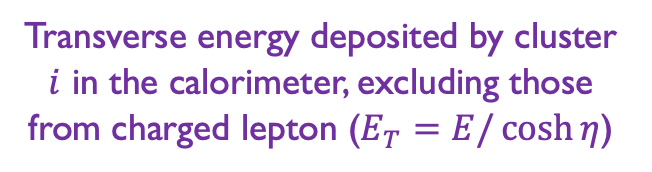 Transverse energy deposited by cluster
𝑖 in the calorimeter, excluding those
from charged lepton (𝐸_𝑇 = 𝐸/ cosh 𝜂)